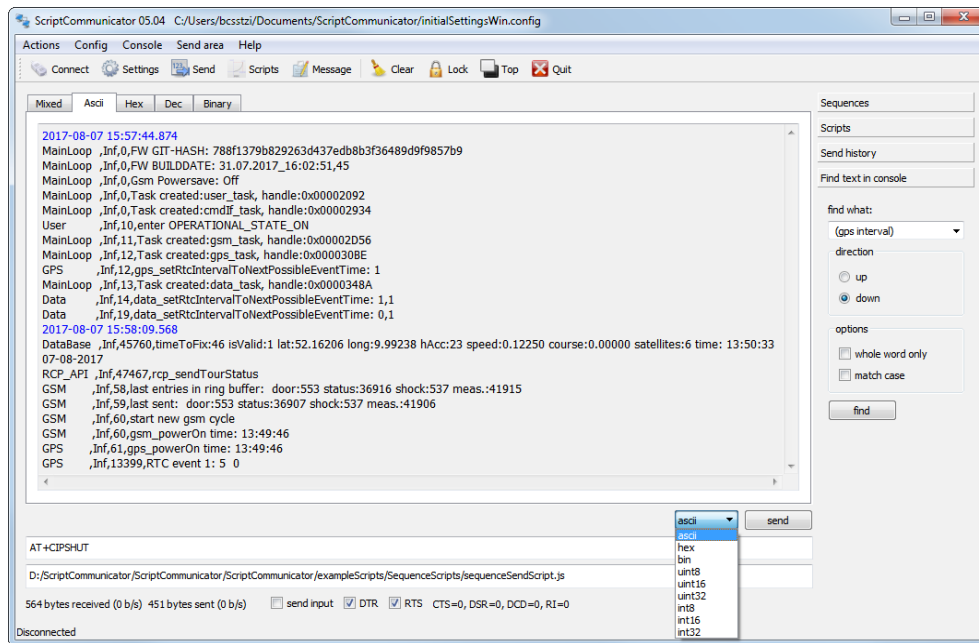 ScriptCommunicator 05.04 C:/Users/bcsstzi/Documents/ScriptCommunicator/initialSettingsWin.config
Actions Config Console Send area Help
Connect Settings Send Scripts Message Clear Lock Top Quit
Mixed Ascii Hex Dec Binary
2017-08-07 15:57:44.874
MainLoop ,Inf,0,FW GIT-HASH: 788f1379b829263d437edb8b3f36489d9f9857b9
MainLoop ,Inf,0,FW BUILDDATE: 31.07.2017_16:02:51,45
MainLoop ,Inf,0,Gsm Powersave: Off
MainLoop ,Inf,0,Task created:user_task, handle:0x00002092
MainLoop ,Inf,0,Task created:cmdIf_task, handle:0x00002934
User ,Inf,10,enter OPERATIONAL_STATE_ON
MainLoop ,Inf,11,Task created:gsm_task, handle:0x00002D56
MainLoop ,Inf,12,Task created:gps_task, handle:0x000030BE
GPS ,Inf,12,gps_setRtcIntervalToNextPossibleEventTime: 1
MainLoop ,Inf,13,Task created:data_task, handle:0x0000348A
Data ,Inf,14,data_setRtcIntervalToNextPossibleEventTime: 1,1
Data ,Inf,19,data_setRtcIntervalToNextPossibleEventTime: 0,1
2017-08-07 15:58:09.568
DataBase ,Inf,45760,timeToFix:46 isValid:1 lat:52.16206 long:9.99238 hAcc:23 speed:0.12250 course:0.00000 satellites:6 time: 13:50:33
07-08-2017
RCP_API ,Inf,47467,rcp_sendTourStatus
GSM ,Inf,58,last entries in ring buffer: door:553 status:36916 shock:537 meas.:41915
GSM ,Inf,59,last sent: door:553 status:36907 shock:537 meas.:41906
GSM ,Inf,60,start new gsm cycle
GSM ,Inf,60,gsm_powerOn time: 13:49:46
GPS ,Inf,61,gps_powerOn time: 13:49:46
GPS ,Inf,13399,RTC event 1: 5 0
Sequences
Scripts
Send history
Find text in console
find what:
(gps interval)
direction
up
down
options
whole word only
match case
find
ascii
send
ascii
hex
bin
uint8
uint16
uint32
int8
int16
int32
AT+CIPSHUT
D:/ScriptCommunicator/ScriptCommunicator/ScriptCommunicator/exampleScripts/SequenceScripts/sequenceSendScript.js
564 bytes received (0 b/s) 451 bytes sent (0 b/s) send input DTR RTS CTS=0, DSR=0, DCD=0, RI=0
Disconnected